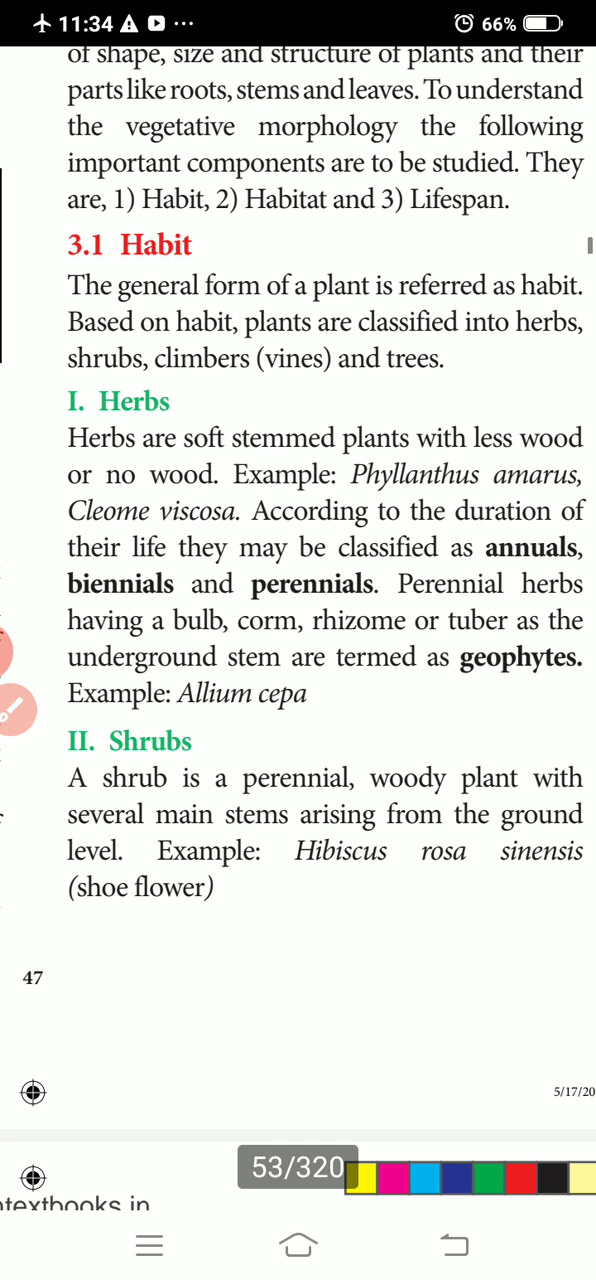 11:34
66%
of shape, size and structure of plants and their
parts like roots, stems and leaves. To understand
the vegetative morphology the following
important components are to be studied. They
are, 1) Habit, 2) Habitat and 3) Lifespan.
3.1 Habit
The general form of a plant is referred as habit.
Based on habit, plants are classified into herbs,
shrubs, climbers (vines) and trees.
I. Herbs
Herbs are soft stemmed plants with less wood
or no wood. Example: Phyllanthus amarus,
Cleome viscosa. According to the duration of
their life they may be classified as annuals,
biennials and perennials. Perennial herbs
having a bulb, corm, rhizome or tuber as the
underground stem are termed as geophytes.
Example: Allium cepa
II. Shrubs
A shrub is a perennial, woody plant with
several main stems arising from the ground
level. Example: Hibiscus rosa sinensis
(shoe flower)
47
5/17/20
53/320
textbooks.in